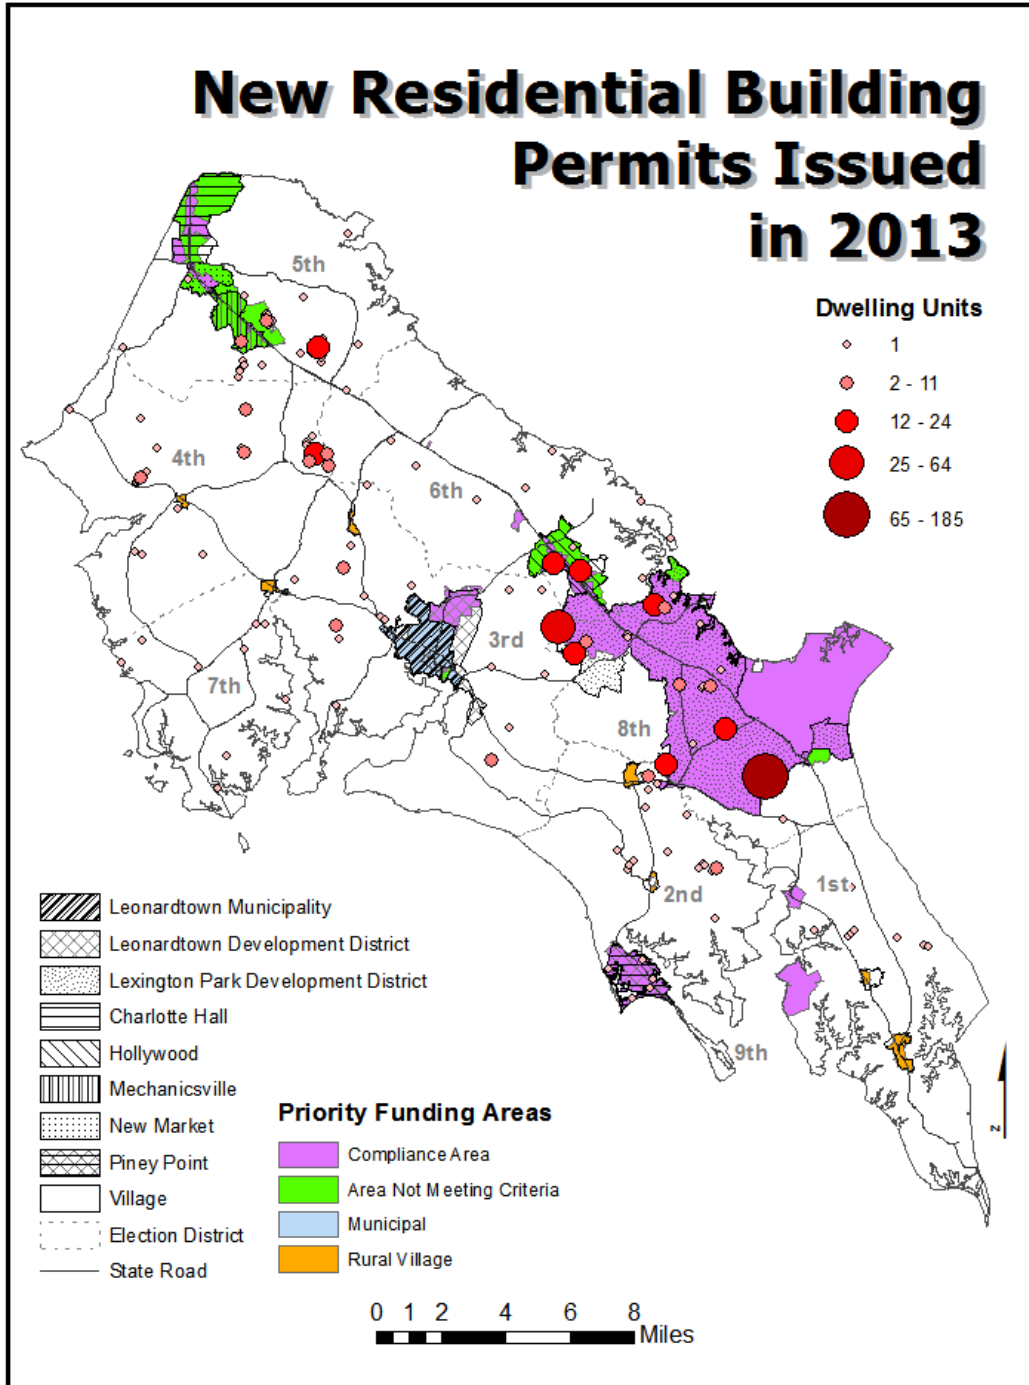 New Residential Building
Permits Issued
in 2013
Dwelling Units
1
2 - 11
12 - 24
25 - 64
65 - 185
5th
4th
6th
3rd
7th
8th
2nd
1st
9th
Leonardtown Municipality
Leonardtown Development District
Lexington Park Development District
Charlotte Hall
Hollywood
Mechanicsville
New Market
Piney Point
Village
Election District
State Road
Priority Funding Areas
Compliance Area
Area Not Meeting Criteria
Municipal
Rural Village
N
0 1 2 4 6 8
Miles